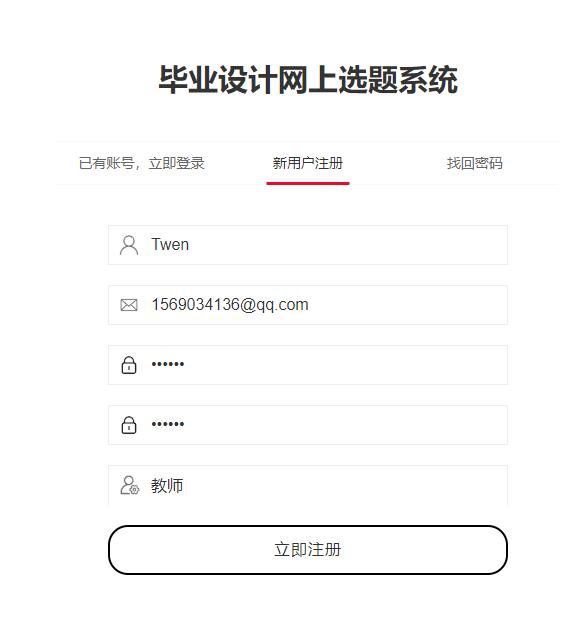 毕业设计网上选题系统
已有账号，立即登录 新用户注册 找回密码
Twen
1569034136@qq.com
••••••
••••••
教师
立即注册